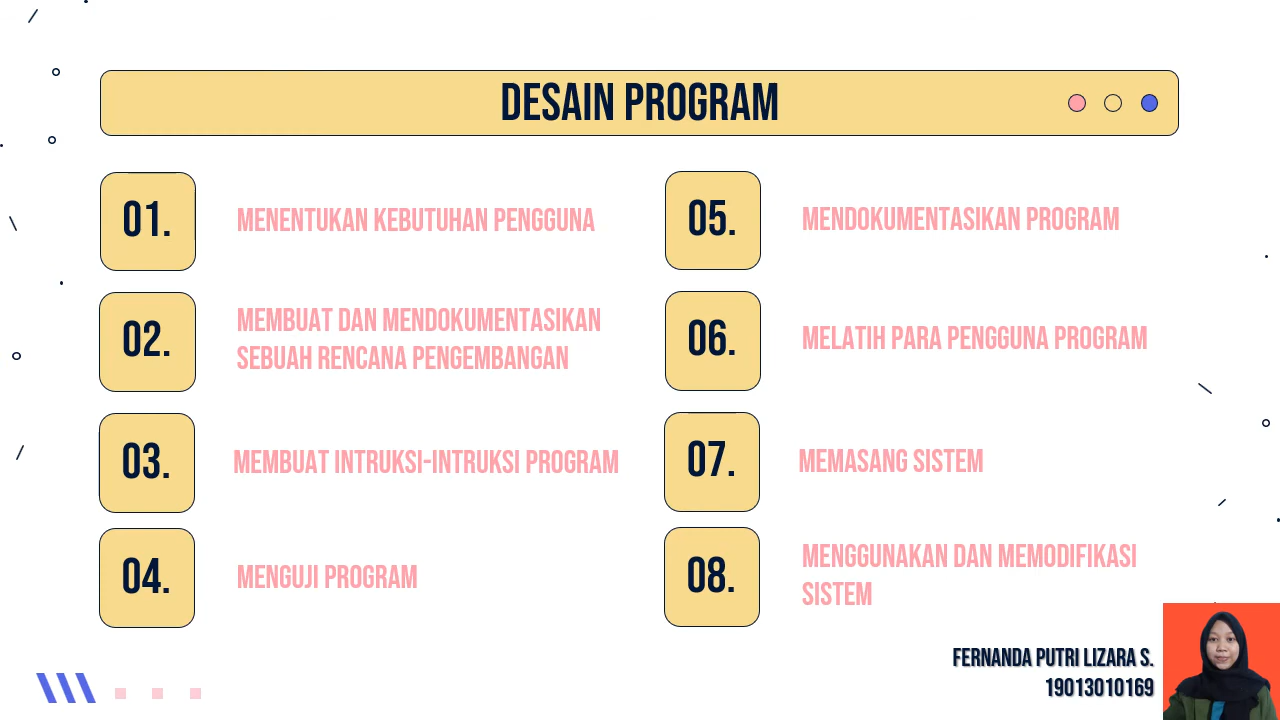 DESAIN PROGRAM
01.
MENENTUKAN KEBUTUHAN PENGGUNA
02.
MEMBUAT DAN MENDOKUMENTASIKAN
SEBUAH RENCANA PENGEMBANGAN
03.
MEMBUAT INTRUKSI-INTRUKSI PROGRAM
04.
MENGUJI PROGRAM
05.
MENDOKUMENTASIKAN PROGRAM
06.
MELATIH PARA PENGGUNA PROGRAM
07.
MEMASANG SISTEM
08.
MENGGUNAKAN DAN MEMODIFIKASI
SISTEM
FERNANDA PUTRI LIZARA S.
19013010169